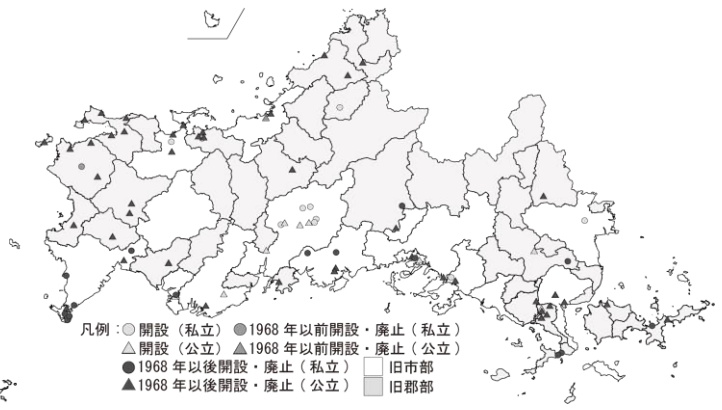 凡例：○開設（私立） ●1968 年以前開設・廃止（私立）
△開設（公立） ▲1968 年以前開設・廃止（公立）
●1968 年以後開設・廃止（私立） □旧市部
▲1968 年以後開設・廃止（公立） □旧郡部